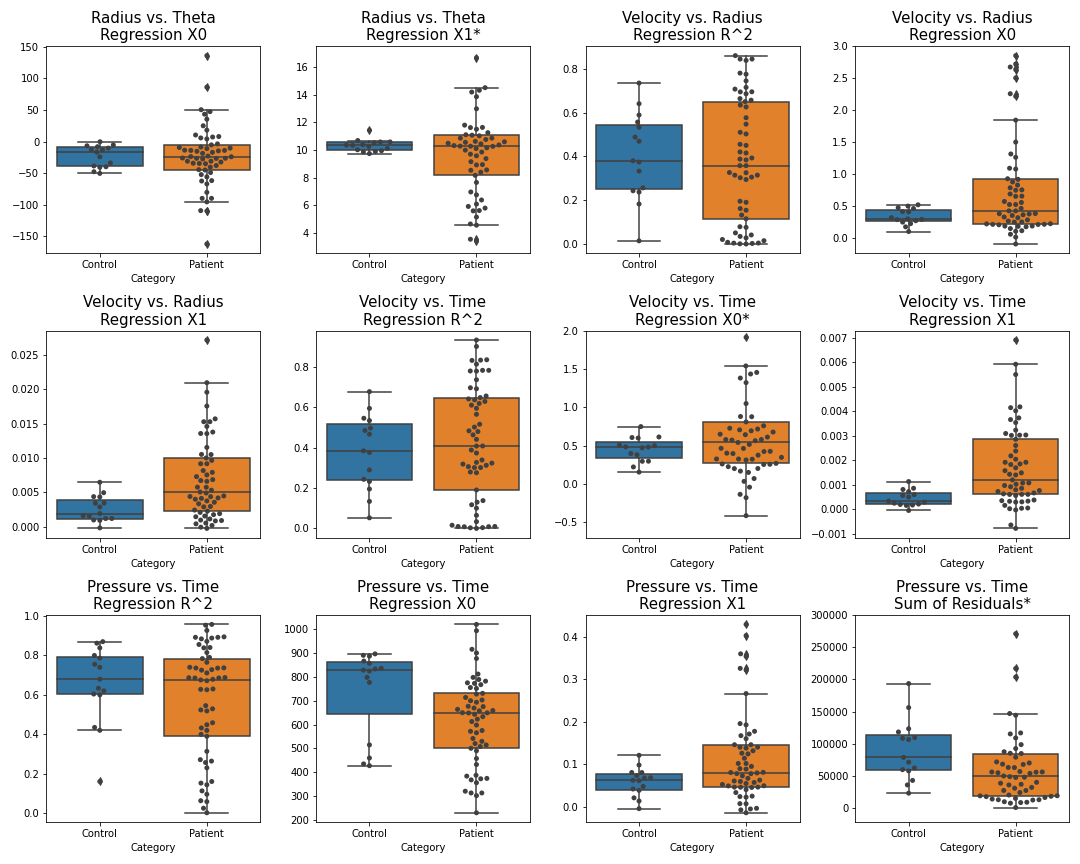 Radius vs. Theta
Regression X0
150
100
50
0
−50
−100
−150
Control
Patient
Category
Radius vs. Theta
Regression X1*
16
14
12
10
8
6
4
Control
Patient
Category
Velocity vs. Radius
Regression R^2
0.8
0.6
0.4
0.2
0.0
Control
Patient
Category
Velocity vs. Radius
Regression X0
3.0
2.5
2.0
1.5
1.0
0.5
0.0
Control
Patient
Category
Velocity vs. Radius
Regression X1
0.025
0.020
0.015
0.010
0.005
0.000
Control
Patient
Category
Velocity vs. Time
Regression R^2
0.8
0.6
0.4
0.2
0.0
Control
Patient
Category
Velocity vs. Time
Regression X0*
2.0
1.5
1.0
0.5
0.0
−0.5
Control
Patient
Category
Velocity vs. Time
Regression X1
0.007
0.006
0.005
0.004
0.003
0.002
0.001
0.000
−0.001
Control
Patient
Category
Pressure vs. Time
Regression R^2
1.0
0.8
0.6
0.4
0.2
0.0
Control
Patient
Category
Pressure vs. Time
Regression X0
1000
900
800
700
600
500
400
300
200
Control
Patient
Category
Pressure vs. Time
Regression X1
0.4
0.3
0.2
0.1
0.0
Control
Patient
Category
Pressure vs. Time
Sum of Residuals*
300000
250000
200000
150000
100000
50000
0
Control
Patient
Category